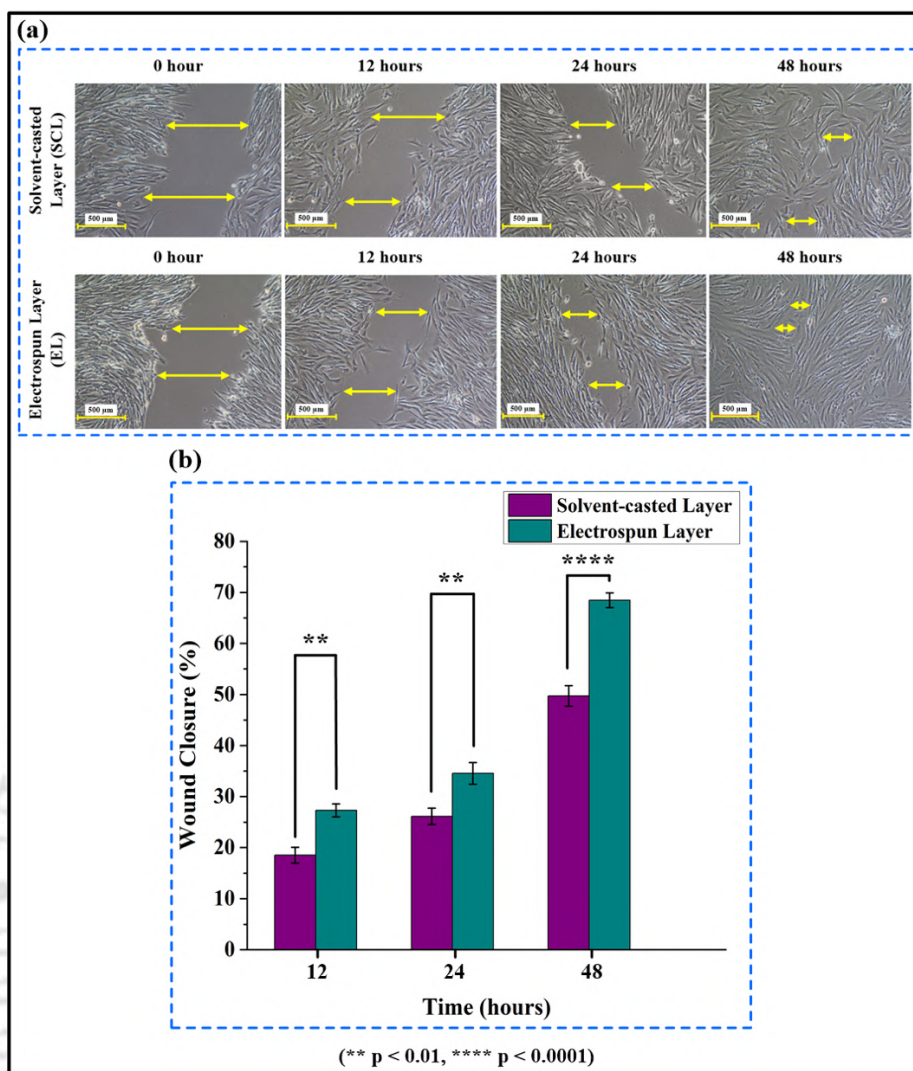 (a)
0 hour 12 hours 24 hours 48 hours
Solvent-casted
Layer (SCL)
500 µm 500 µm 500 µm 500 µm
0 hour 12 hours 24 hours 48 hours
Electrospun Layer
(EL)
500 µm 500 µm 500 µm 500 µm
(b)
Solvent-casted Layer
Electrospun Layer
Wound Closure (%)
80
70
60
50
40
30
20
10
0
** ** ****
12 24 48
Time (hours)
(** p < 0.01, **** p < 0.0001)